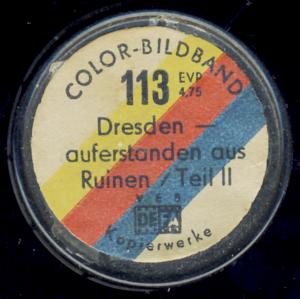 COLOR-BILDBAND
113 EVP
4,75
Dresden —
auferstanden aus
Ruinen / Teil II
VEB
DEFA
Kopierwerke